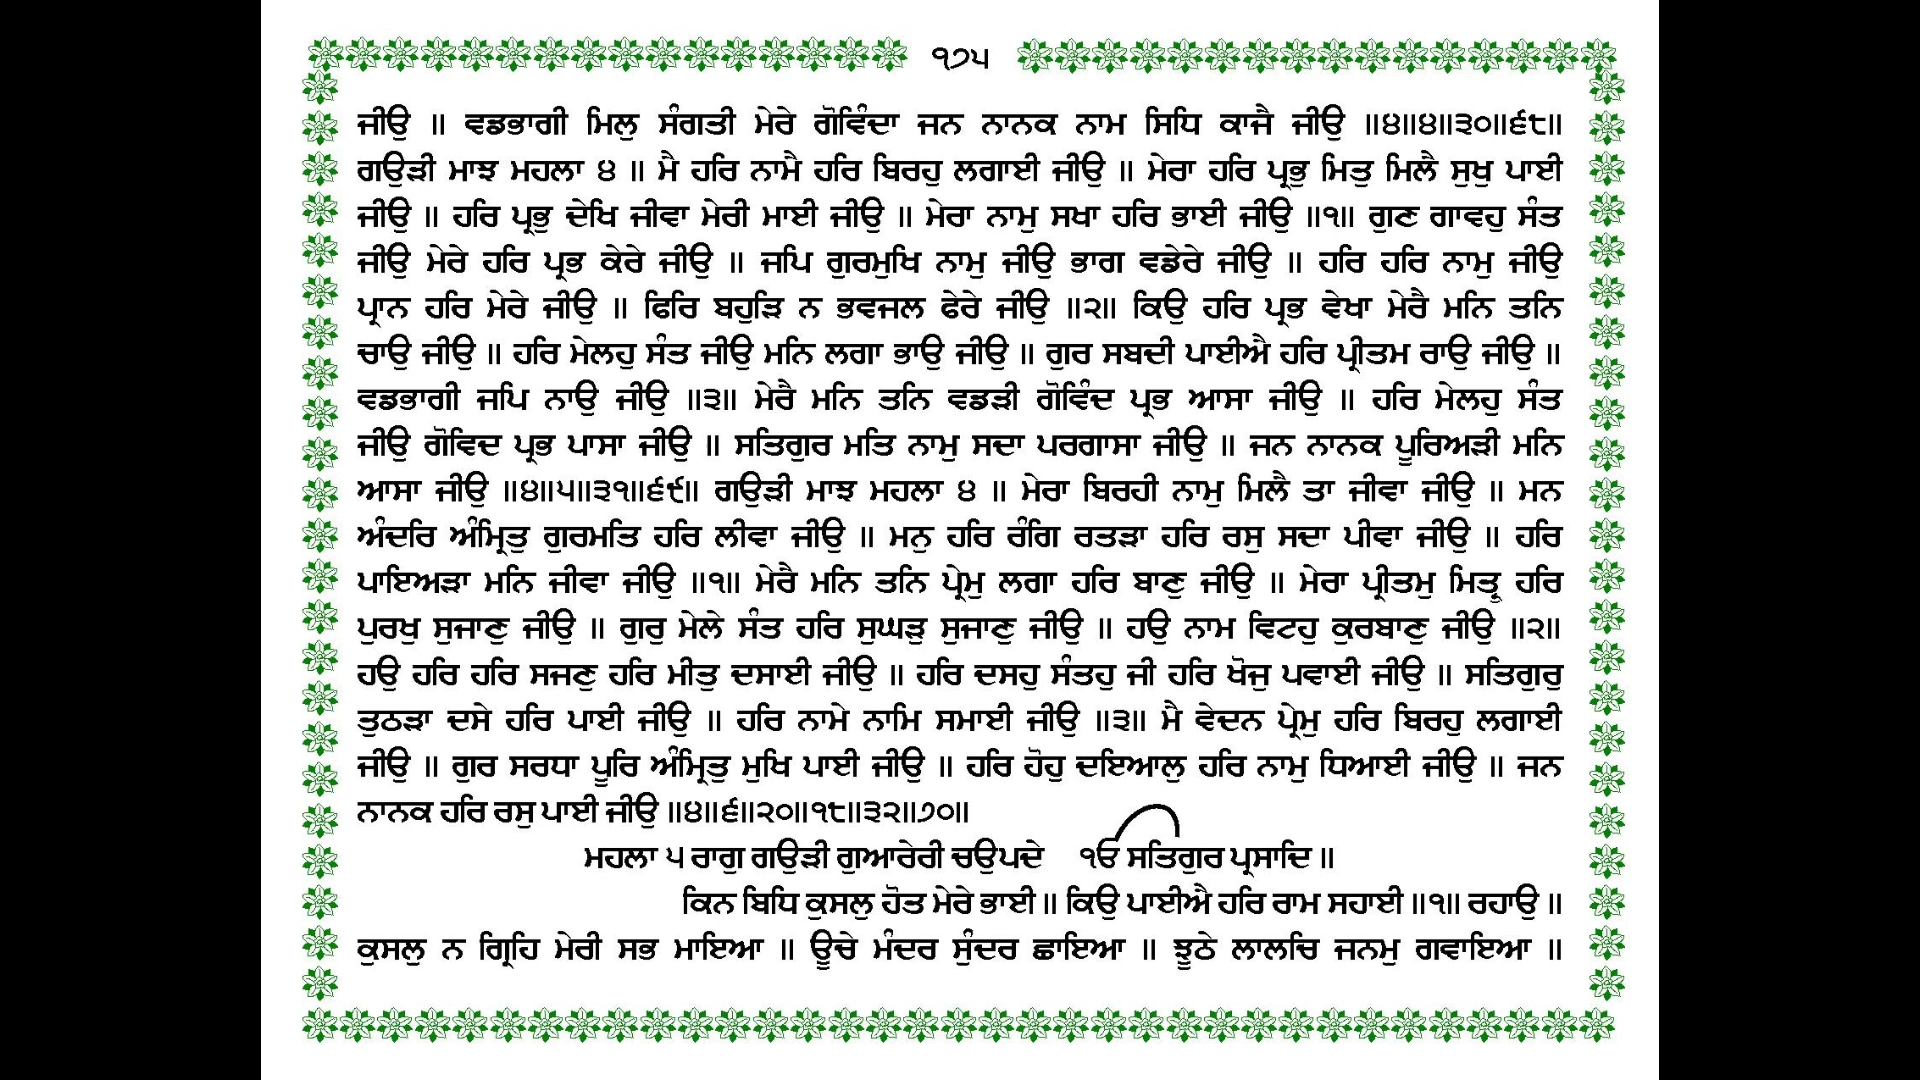 ੧੭੫
ਜੀਉ ॥ ਵਡਭਾਗੀ ਮਿਲੁ ਸੰਗਤੀ ਮੇਰੇ ਗੋਵਿੰਦਾ ਜਨ ਨਾਨਕ ਨਾਮ ਸਿਧਿ ਕਾਜੈ ਜੀਉ ॥੪॥੪॥੩੦॥੬੮॥
ਗਉੜੀ ਮਾਝ ਮਹਲਾ ੪ ॥ ਮੈ ਹਰਿ ਨਾਮੈ ਹਰਿ ਬਿਰਹੁ ਲਗਾਈ ਜੀਉ ॥ ਮੇਰਾ ਹਰਿ ਪ੍ਰਭੁ ਮਿਤੁ ਮਿਲੈ ਸੁਖੁ ਪਾਈ
ਜੀਉ ॥ ਹਰਿ ਪ੍ਰਭੁ ਦੇਖਿ ਜੀਵਾ ਮੇਰੀ ਮਾਈ ਜੀਉ ॥ ਮੇਰਾ ਨਾਮੁ ਸਖਾ ਹਰਿ ਭਾਈ ਜੀਉ ॥੧॥ ਗੁਣ ਗਾਵਹੁ ਸੰਤ
ਜੀਉ ਮੇਰੇ ਹਰਿ ਪ੍ਰਭ ਕੇਰੇ ਜੀਉ ॥ ਜਪਿ ਗੁਰਮੁਖਿ ਨਾਮੁ ਜੀਉ ਭਾਗ ਵਡੇਰੇ ਜੀਉ ॥ ਹਰਿ ਹਰਿ ਨਾਮੁ ਜੀਉ
ਪ੍ਰਾਨ ਹਰਿ ਮੇਰੇ ਜੀਉ ॥ ਫਿਰਿ ਬਹੁੜਿ ਨ ਭਵਜਲ ਫੇਰੇ ਜੀਉ ॥੨॥ ਕਿਉ ਹਰਿ ਪ੍ਰਭ ਵੇਖਾ ਮੇਰੈ ਮਨਿ ਤਨਿ
ਚਾਉ ਜੀਉ ॥ ਹਰਿ ਮੇਲਹੁ ਸੰਤ ਜੀਉ ਮਨਿ ਲਗਾ ਭਾਉ ਜੀਉ ॥ ਗੁਰ ਸਬਦੀ ਪਾਈਐ ਹਰਿ ਪ੍ਰੀਤਮ ਰਾਉ ਜੀਉ ॥
ਵਡਭਾਗੀ ਜਪਿ ਨਾਉ ਜੀਉ ॥੩॥ ਮੇਰੈ ਮਨਿ ਤਨਿ ਵਡੜੀ ਗੋਵਿੰਦ ਪ੍ਰਭ ਆਸਾ ਜੀਉ ॥ ਹਰਿ ਮੇਲਹੁ ਸੰਤ
ਜੀਉ ਗੋਵਿਦ ਪ੍ਰਭ ਪਾਸਾ ਜੀਉ ॥ ਸਤਿਗੁਰ ਮਤਿ ਨਾਮੁ ਸਦਾ ਪਰਗਾਸਾ ਜੀਉ ॥ ਜਨ ਨਾਨਕ ਪੂਰਿਅੜੀ ਮਨਿ
ਆਸਾ ਜੀਉ ॥੪॥੫॥੩੧॥੬੯॥ ਗਉੜੀ ਮਾਝ ਮਹਲਾ ੪ ॥ ਮੇਰਾ ਬਿਰਹੀ ਨਾਮੁ ਮਿਲੈ ਤਾ ਜੀਵਾ ਜੀਉ ॥ ਮਨ
ਅੰਦਰਿ ਅੰਮ੍ਰਿਤੁ ਗੁਰਮਤਿ ਹਰਿ ਲੀਵਾ ਜੀਉ ॥ ਮਨੁ ਹਰਿ ਰੰਗਿ ਰਤੜਾ ਹਰਿ ਰਸੁ ਸਦਾ ਪੀਵਾ ਜੀਉ ॥ ਹਰਿ
ਪਾਇਅੜਾ ਮਨਿ ਜੀਵਾ ਜੀਉ ॥੧॥ ਮੇਰੈ ਮਨਿ ਤਨਿ ਪ੍ਰੇਮੁ ਲਗਾ ਹਰਿ ਬਾਣੁ ਜੀਉ ॥ ਮੇਰਾ ਪ੍ਰੀਤਮੁ ਮਿਤ੍ਰੁ ਹਰਿ
ਪੁਰਖੁ ਸੁਜਾਣੁ ਜੀਉ ॥ ਗੁਰੁ ਮੇਲੇ ਸੰਤ ਹਰਿ ਸੁਘੜੁ ਸੁਜਾਣੁ ਜੀਉ ॥ ਹਉ ਨਾਮ ਵਿਟਹੁ ਕੁਰਬਾਣੁ ਜੀਉ ॥੨॥
ਹਉ ਹਰਿ ਹਰਿ ਸਜਣੁ ਹਰਿ ਮੀਤੁ ਦਸਾਈ ਜੀਉ ॥ ਹਰਿ ਦਸਹੁ ਸੰਤਹੁ ਜੀ ਹਰਿ ਖੋਜੁ ਪਵਾਈ ਜੀਉ ॥ ਸਤਿਗੁਰੁ
ਤੁਠੜਾ ਦਸੇ ਹਰਿ ਪਾਈ ਜੀਉ ॥ ਹਰਿ ਨਾਮੇ ਨਾਮਿ ਸਮਾਈ ਜੀਉ ॥੩॥ ਮੈ ਵੇਦਨ ਪ੍ਰੇਮੁ ਹਰਿ ਬਿਰਹੁ ਲਗਾਈ
ਜੀਉ ॥ ਗੁਰ ਸਰਧਾ ਪੂਰਿ ਅੰਮ੍ਰਿਤੁ ਮੁਖਿ ਪਾਈ ਜੀਉ ॥ ਹਰਿ ਹੋਹੁ ਦਇਆਲੁ ਹਰਿ ਨਾਮੁ ਧਿਆਈ ਜੀਉ ॥ ਜਨ
ਨਾਨਕ ਹਰਿ ਰਸੁ ਪਾਈ ਜੀਉ ॥੪॥੬॥੨੦॥੧੮॥੩੨॥੭੦॥
ਮਹਲਾ ੫ ਰਾਗੁ ਗਉੜੀ ਗੁਆਰੇਰੀ ਚਉਪਦੇ ੴ ਸਤਿਗੁਰ ਪ੍ਰਸਾਦਿ ॥
ਕਿਨ ਬਿਧਿ ਕੁਸਲੁ ਹੋਤ ਮੇਰੇ ਭਾਈ ॥ ਕਿਉ ਪਾਈਐ ਹਰਿ ਰਾਮ ਸਹਾਈ ॥੧॥ ਰਹਾਉ ॥
ਕੁਸਲੁ ਨ ਗ੍ਰਿਹਿ ਮੇਰੀ ਸਭ ਮਾਇਆ ॥ ਊਚੇ ਮੰਦਰ ਸੁੰਦਰ ਛਾਇਆ ॥ ਝੂਠੇ ਲਾਲਚਿ ਜਨਮੁ ਗਵਾਇਆ ॥